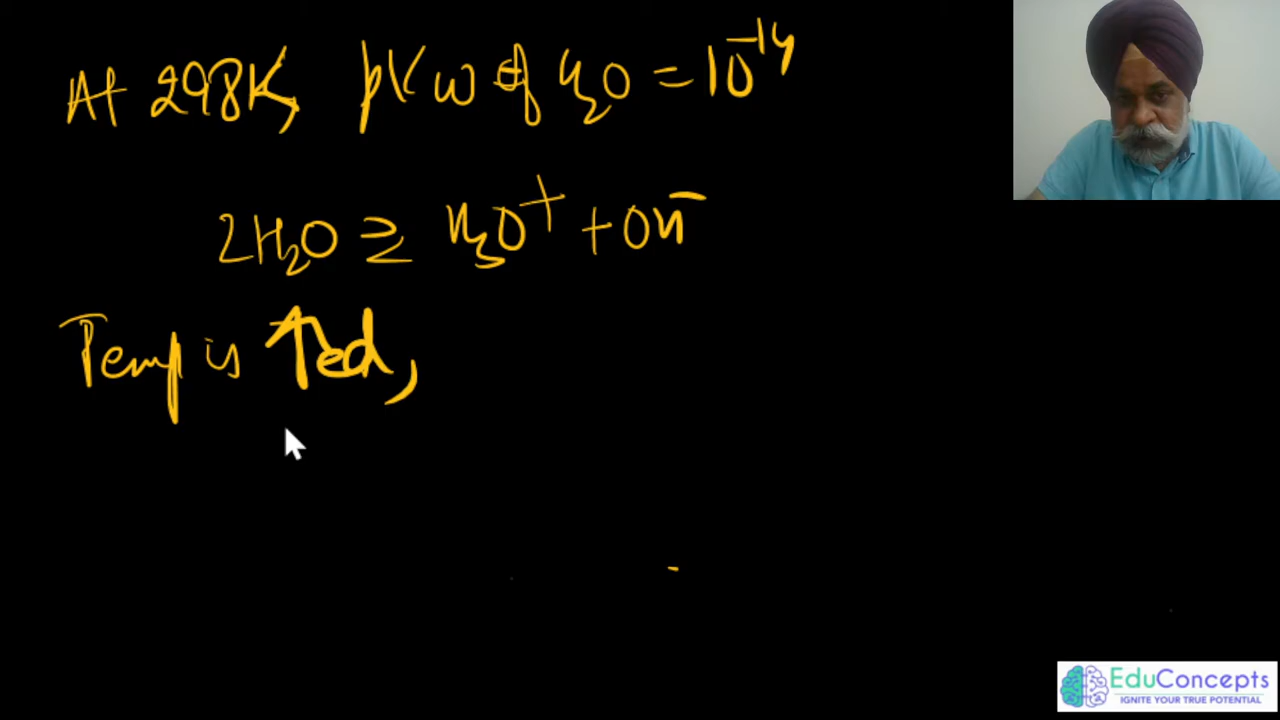 At 298K, pKw of H2O = 10^-14
2H2O ⇌ H3O+ + OH-
Temp is ↑ed,
EduConcepts
IGNITE YOUR TRUE POTENTIAL